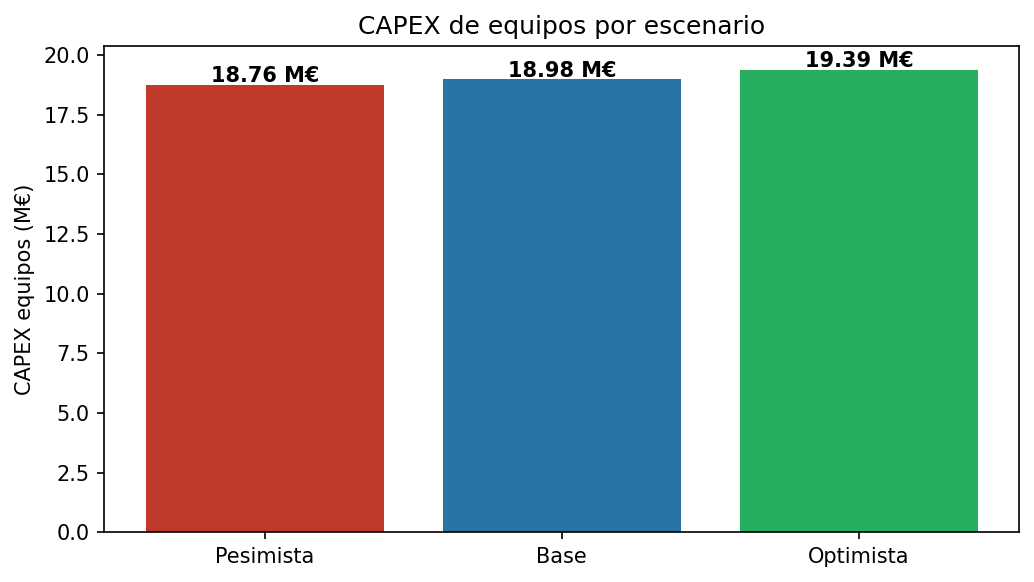 CAPEX de equipos por escenario
CAPEX equipos (M€)
20.0
17.5
15.0
12.5
10.0
7.5
5.0
2.5
0.0
18.76 M€
18.98 M€
19.39 M€
Pesimista
Base
Optimista